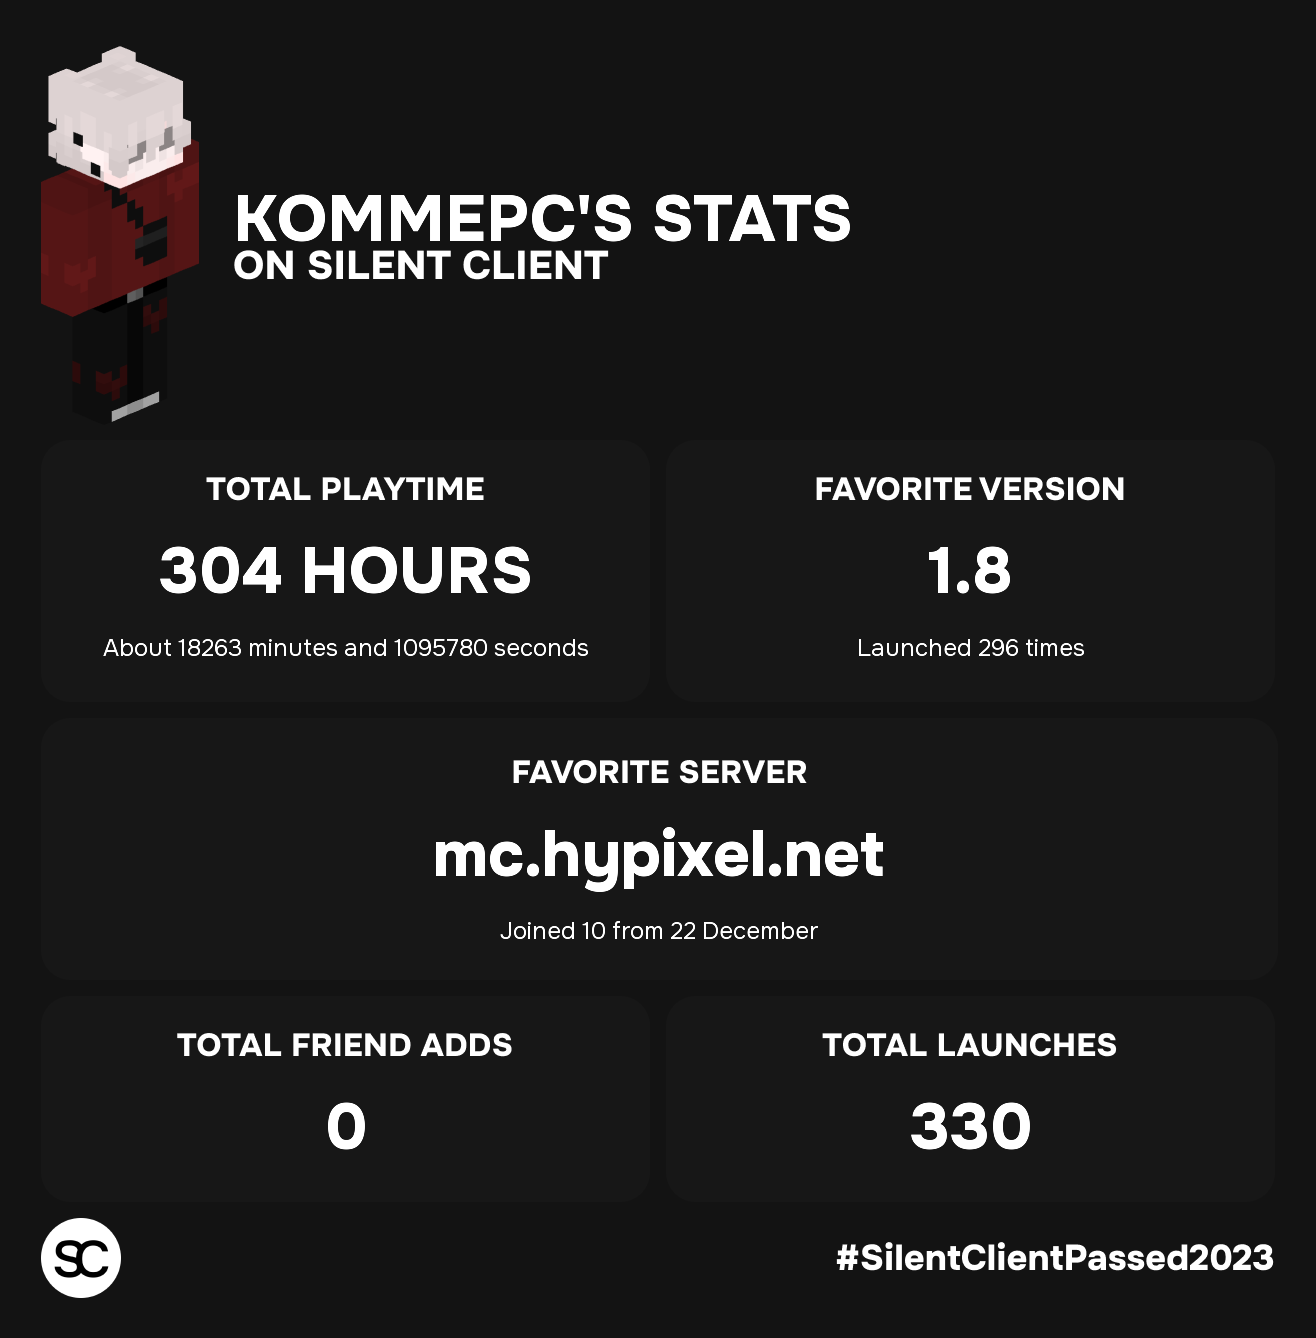 KOMMEPC'S STATS
ON SILENT CLIENT
TOTAL PLAYTIME
304 HOURS
About 18263 minutes and 1095780 seconds
FAVORITE VERSION
1.8
Launched 296 times
FAVORITE SERVER
mc.hypixel.net
Joined 10 from 22 December
TOTAL FRIEND ADDS
0
TOTAL LAUNCHES
330
SC
#SilentClientPassed2023